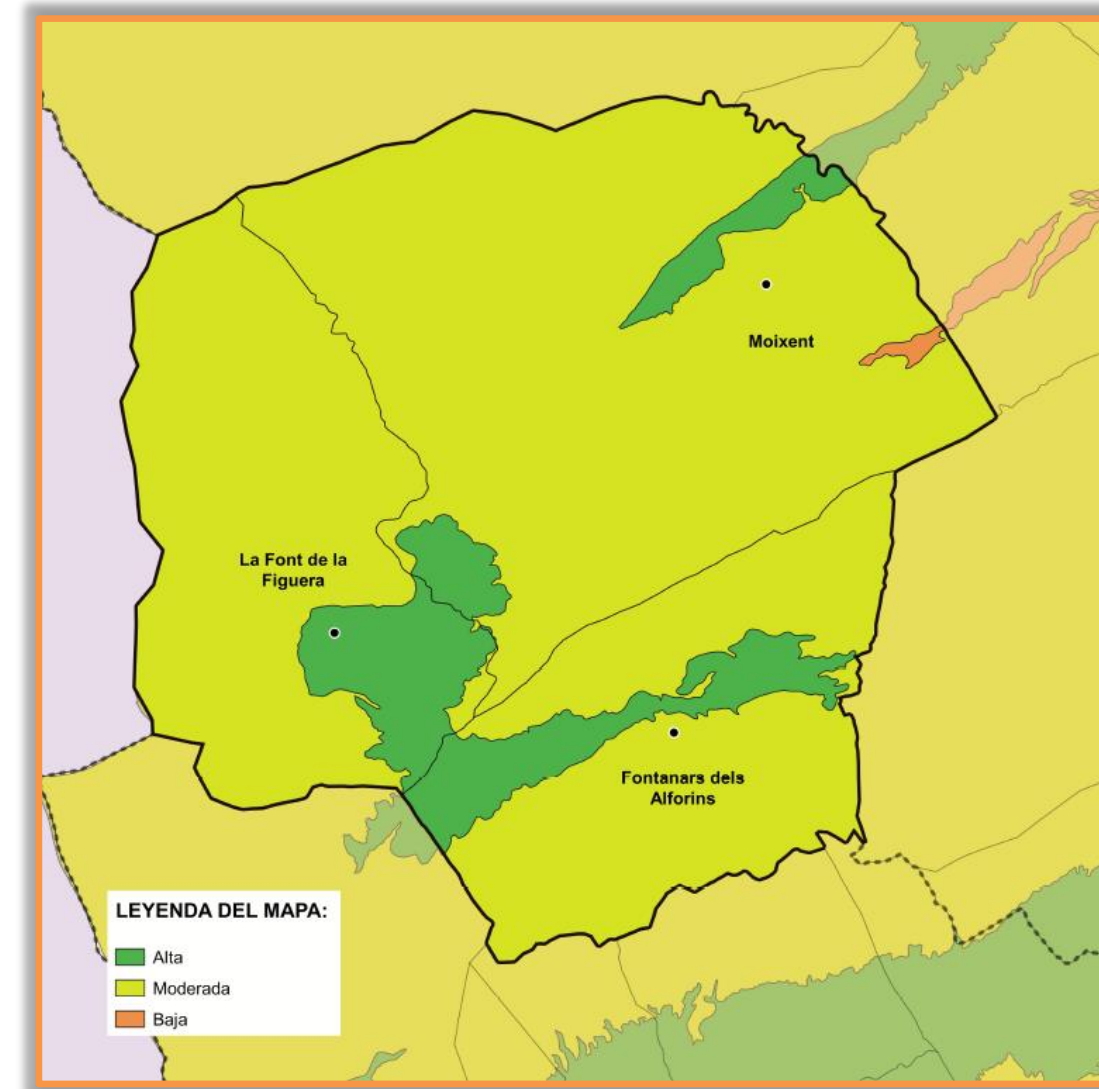 Moixent
La Font de la
Figuera
Fontanars dels
Alforins
LEYENDA DEL MAPA:
Alta
Moderada
Baja